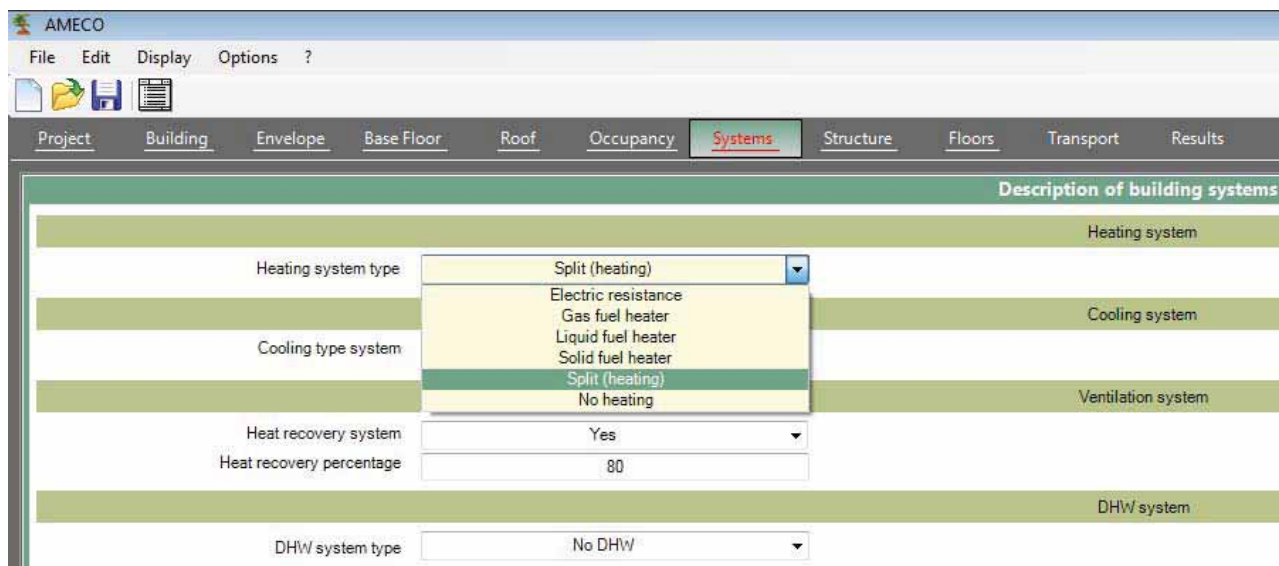 AMECO
File Edit Display Options ?
Project Building Envelope Base Floor Roof Occupancy Systems Structure Floors Transport Results
Description of building systems
Heating system
Heating system type Split (heating)
Electric resistance
Gas fuel heater
Cooling system
Liquid fuel heater
Cooling type system
Solid fuel heater
Split (heating)
No heating
Ventilation system
Heat recovery system Yes
Heat recovery percentage 80
DHW system
DHW system type No DHW